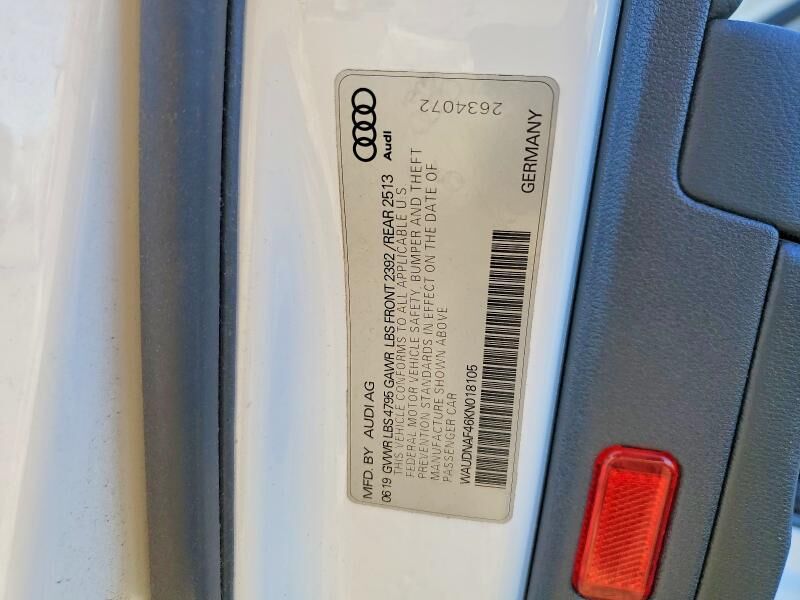 Audi
2634072
MFD. BY AUDI AG
0619 GVWR LBS 4795 GAWR LBS FRONT 2392 /REAR 2513
THIS VEHICLE CONFORMS TO ALL APPLICABLE U S
FEDERAL MOTOR VEHICLE SAFETY, BUMPER AND THEFT
PREVENTION STANDARDS IN EFFECT ON THE DATE OF
MANUFACTURE SHOWN ABOVE
PASSENGER CAR
WAUDNAF46KN018105
GERMANY